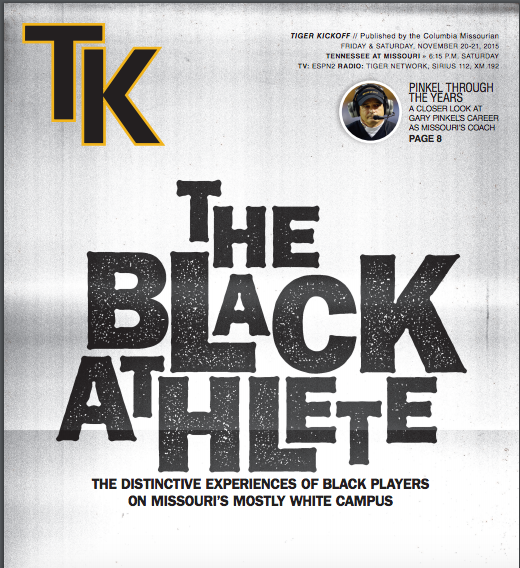 TK
TIGER KICKOFF // Published by the Columbia Missourian
FRIDAY & SATURDAY, NOVEMBER 20-21, 2015
TENNESSEE AT MISSOURI » 6:15 P.M. SATURDAY
TV: ESPN2 RADIO: TIGER NETWORK, SIRIUS 112, XM 192
PINKEL THROUGH
THE YEARS
A CLOSER LOOK AT
GARY PINKEL'S CAREER
AS MISSOURI'S COACH
PAGE 8
THE
BLACK
ATHLETE
THE DISTINCTIVE EXPERIENCES OF BLACK PLAYERS
ON MISSOURI'S MOSTLY WHITE CAMPUS